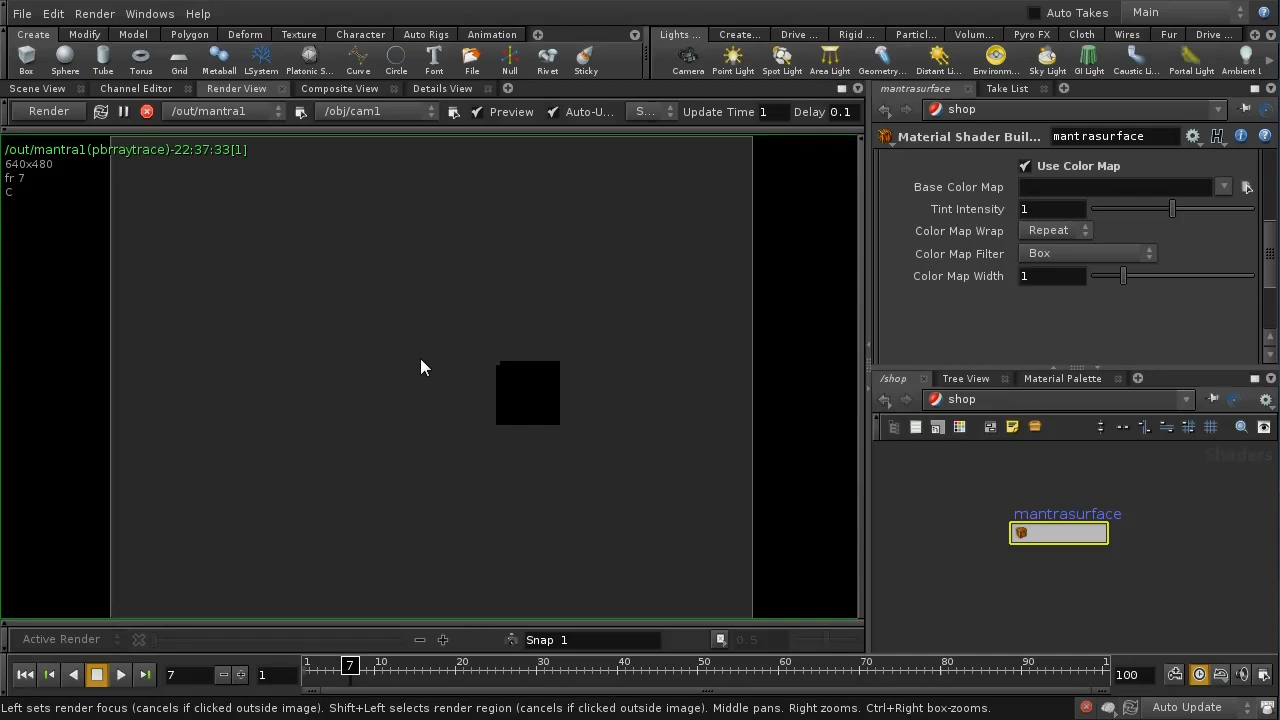 File Edit Render Windows Help Auto Takes Main
Create Modify Model Polygon Deform Texture Character Auto Rigs Animation Lights ... Create... Drive ... Rigid ... Particl... Volum... Pyro FX Cloth Wires Fur Drive ...
Box Sphere Tube Torus Grid Metaball LSystem Platonic S... Curve Circle Font File Null Rivet Sticky Camera Point Light Spot Light Area Light Geometry... Distant Li... Environm... Sky Light GI Light Caustic Li... Portal Light Ambient L
Scene View Channel Editor Render View Composite View Details View mantrasurface Take List
Render /out/mantra1 /obj/cam1 Preview Auto-U... S... Update Time 1 Delay 0.1 shop
Material Shader Buil... mantrasurface
/out/mantra1(pbrraytrace)-22:37:33[1]
640x480
fr 7
C
Use Color Map
Base Color Map
Tint Intensity 1
Color Map Wrap Repeat
Color Map Filter Box
Color Map Width 1
/shop Tree View Material Palette
shop
Shaders
mantrasurface
Active Render Snap 1 0.5
7 1 1 7 10 20 30 40 50 60 70 80 90 1 100
Left sets render focus (cancels if clicked outside image). Shift+Left selects render region (cancels if clicked outside image). Middle pans. Right zooms. Ctrl+Right box-zooms. Auto Update